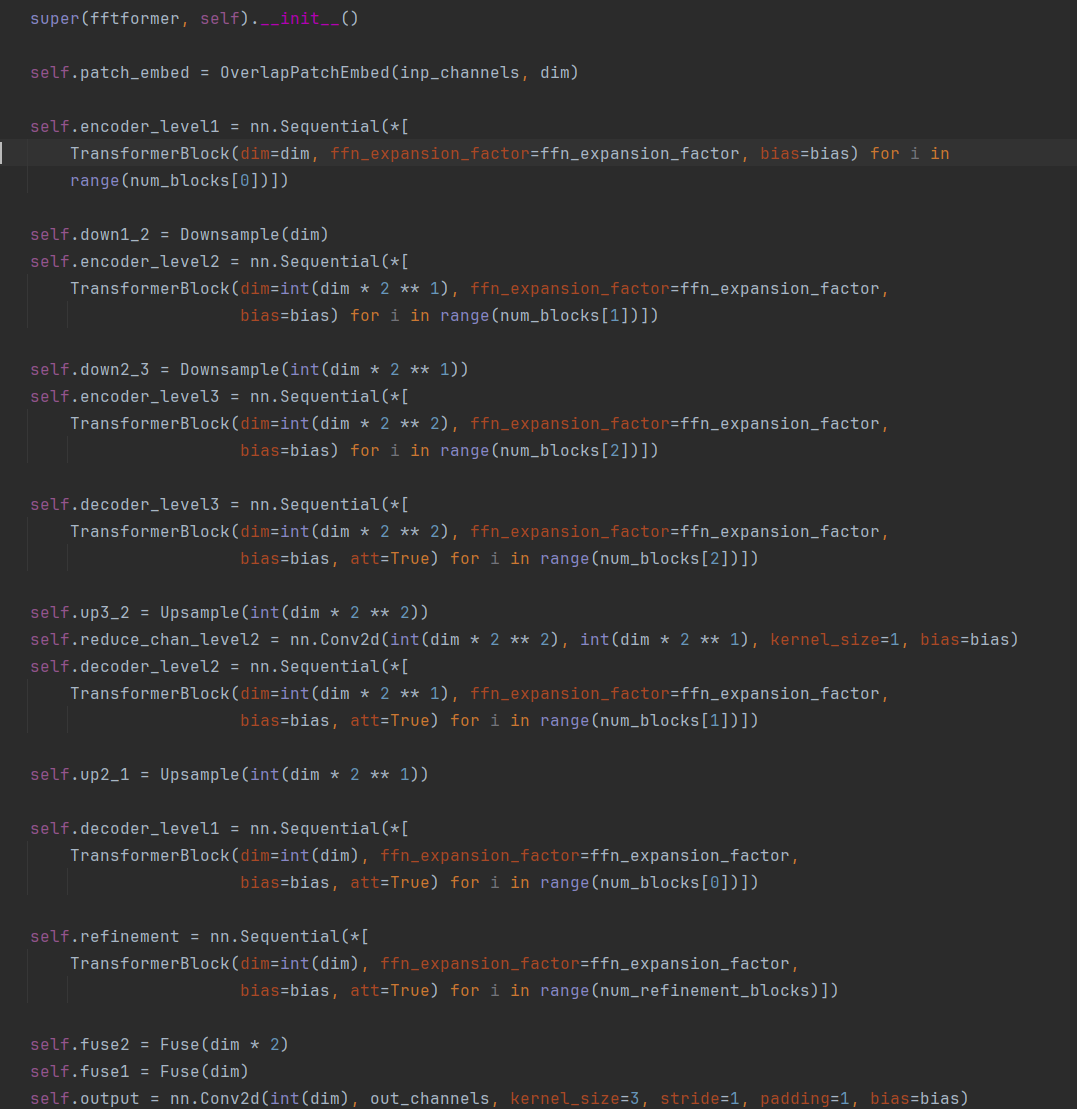 super(fftformer, self).__init__()
self.patch_embed = OverlapPatchEmbed(inp_channels, dim)
self.encoder_level1 = nn.Sequential(*[
TransformerBlock(dim=dim, ffn_expansion_factor=ffn_expansion_factor, bias=bias) for i in
range(num_blocks[0])])
self.down1_2 = Downsample(dim)
self.encoder_level2 = nn.Sequential(*[
TransformerBlock(dim=int(dim * 2 ** 1), ffn_expansion_factor=ffn_expansion_factor,
bias=bias) for i in range(num_blocks[1])])
self.down2_3 = Downsample(int(dim * 2 ** 1))
self.encoder_level3 = nn.Sequential(*[
TransformerBlock(dim=int(dim * 2 ** 2), ffn_expansion_factor=ffn_expansion_factor,
bias=bias) for i in range(num_blocks[2])])
self.decoder_level3 = nn.Sequential(*[
TransformerBlock(dim=int(dim * 2 ** 2), ffn_expansion_factor=ffn_expansion_factor,
bias=bias, att=True) for i in range(num_blocks[2])])
self.up3_2 = Upsample(int(dim * 2 ** 2))
self.reduce_chan_level2 = nn.Conv2d(int(dim * 2 ** 2), int(dim * 2 ** 1), kernel_size=1, bias=bias)
self.decoder_level2 = nn.Sequential(*[
TransformerBlock(dim=int(dim * 2 ** 1), ffn_expansion_factor=ffn_expansion_factor,
bias=bias, att=True) for i in range(num_blocks[1])])
self.up2_1 = Upsample(int(dim * 2 ** 1))
self.decoder_level1 = nn.Sequential(*[
TransformerBlock(dim=int(dim), ffn_expansion_factor=ffn_expansion_factor,
bias=bias, att=True) for i in range(num_blocks[0])])
self.refinement = nn.Sequential(*[
TransformerBlock(dim=int(dim), ffn_expansion_factor=ffn_expansion_factor,
bias=bias, att=True) for i in range(num_refinement_blocks)])
self.fuse2 = Fuse(dim * 2)
self.fuse1 = Fuse(dim)
self.output = nn.Conv2d(int(dim), out_channels, kernel_size=3, stride=1, padding=1, bias=bias)